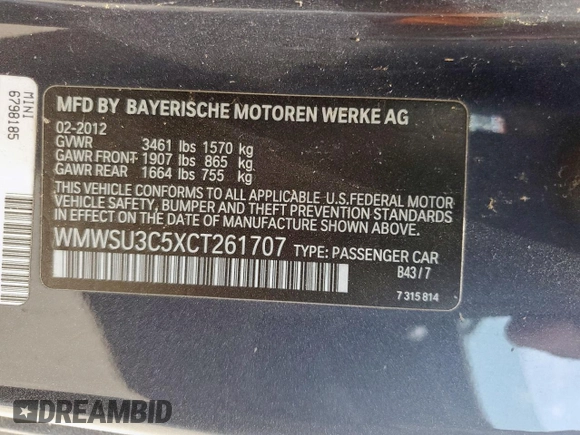 MINI
6798185
MFD BY BAYERISCHE MOTOREN WERKE AG
02-2012
GVWR 3461 lbs 1570 kg
GAWR FRONT 1907 lbs 865 kg
GAWR REAR 1664 lbs 755 kg
THIS VEHICLE CONFORMS TO ALL APPLICABLE U.S.FEDERAL MOTOR
VEHICLE SAFETY, BUMPER AND THEFT PREVENTION STANDARDS
IN EFFECT ON THE DATE OF MANUFACTURE SHOWN ABOVE.
WMWSU3C5XCT261707 TYPE: PASSENGER CAR
B43/7
7 315 814
DREAMBID